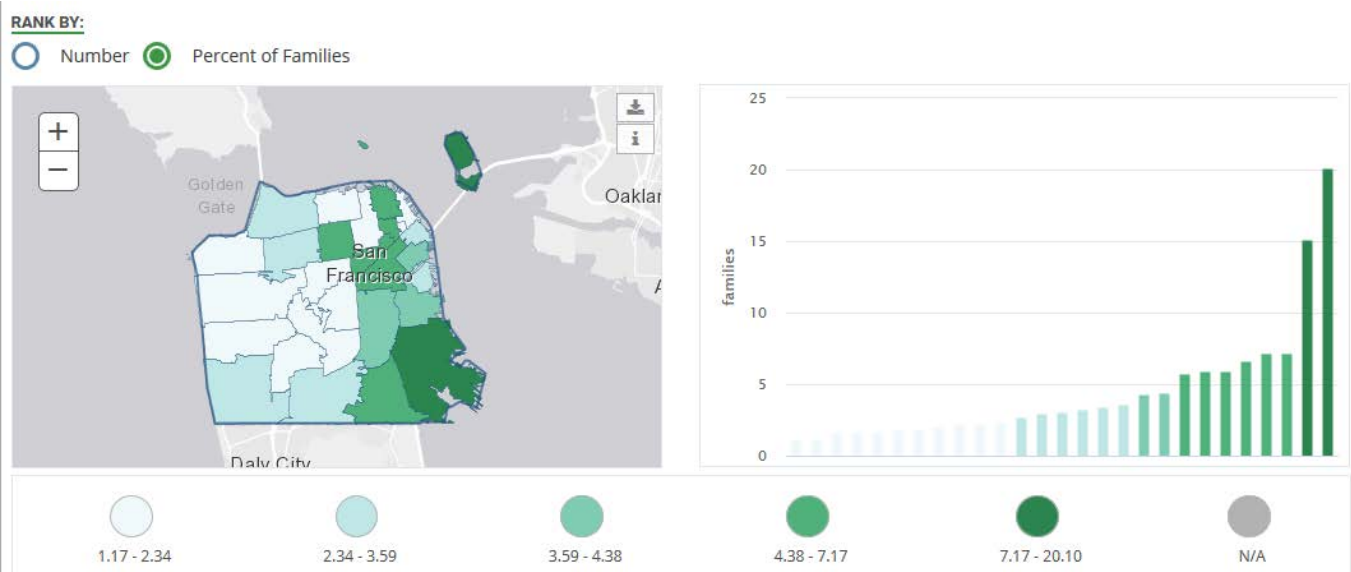 RANK BY:
Number Percent of Families
+
−
i
Golden
Gate
Oaklan
San
Francisco
A
Daly City
25
20
15
10
5
0
families
1.17 - 2.34 2.34 - 3.59 3.59 - 4.38 4.38 - 7.17 7.17 - 20.10 N/A